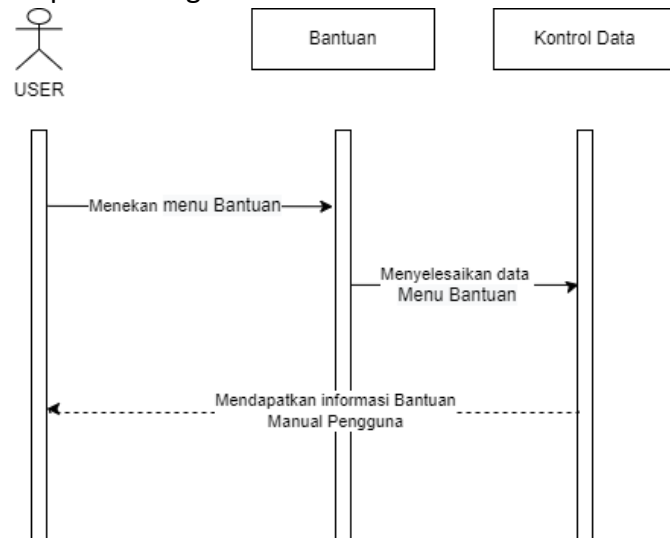 Bantuan
Kontrol Data
USER
Menekan menu Bantuan
Menyelesaikan data
Menu Bantuan
Mendapatkan informasi Bantuan
Manual Pengguna